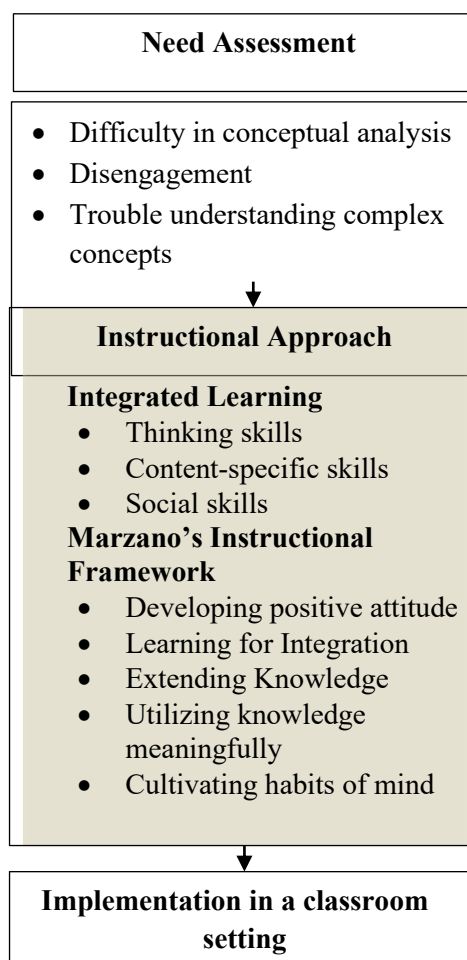 Need Assessment
• Difficulty in conceptual analysis
• Disengagement
• Trouble understanding complex
concepts
Instructional Approach
Integrated Learning
• Thinking skills
• Content-specific skills
• Social skills
Marzano’s Instructional
Framework
• Developing positive attitude
• Learning for Integration
• Extending Knowledge
• Utilizing knowledge
meaningfully
• Cultivating habits of mind
Implementation in a classroom
setting